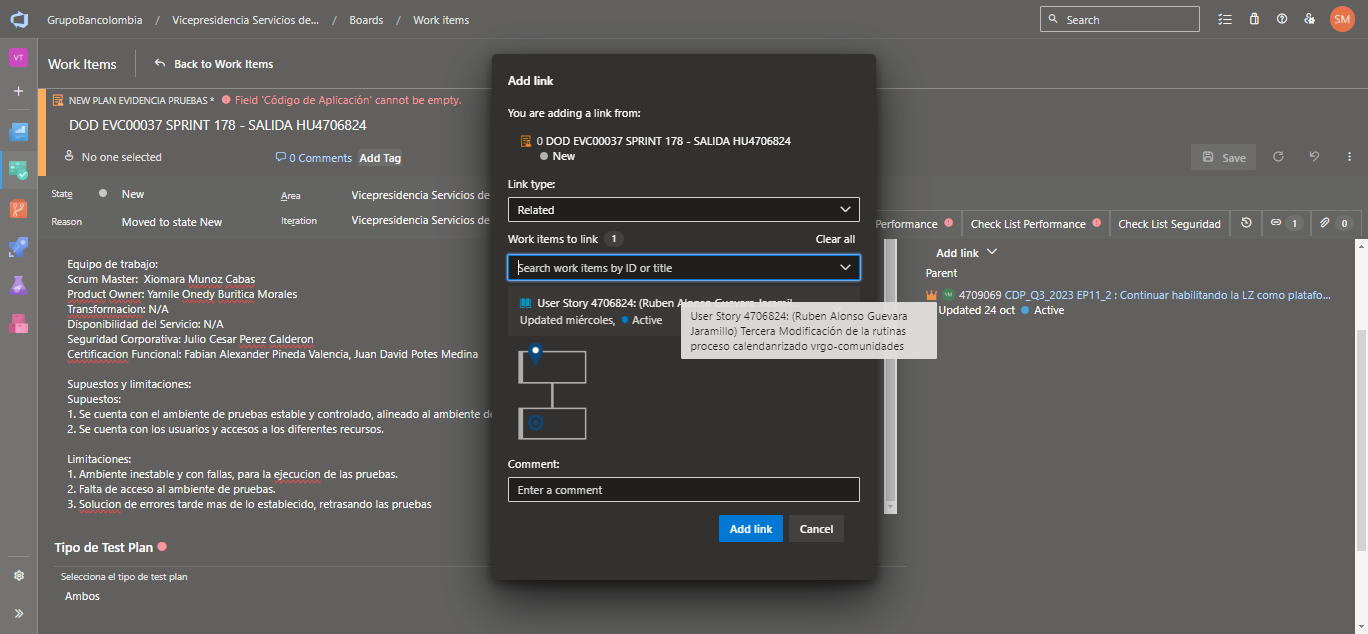 GrupoBancolombia / Vicepresidencia Servicios de... / Boards / Work items
Search
SM
VT
Work Items
Back to Work Items
NEW PLAN EVIDENCIA PRUEBAS * Field 'Código de Aplicación' cannot be empty.
DOD EVC00037 SPRINT 178 - SALIDA HU4706824
No one selected
0 Comments
Add Tag
Save
State
New
Area
Vicepresidencia Servicios de
Reason
Moved to state New
Iteration
Vicepresidencia Servicios de
Performance
Check List Performance
Check List Seguridad
1
0
Equipo de trabajo:
Scrum Master: Xiomara Munoz Cabas
Product Owner: Yamile Onedy Buritica Morales
Transformacion: N/A
Disponibilidad del Servicio: N/A
Seguridad Corporativa: Julio Cesar Perez Calderon
Certificacion Funcional: Fabian Alexander Pineda Valencia, Juan David Potes Medina
Supuestos y limitaciones:
Supuestos:
1. Se cuenta con el ambiente de pruebas estable y controlado, alineado al ambiente de
2. Se cuenta con los usuarios y accesos a los diferentes recursos.
Limitaciones:
1. Ambiente inestable y con fallas, para la ejecucion de las pruebas.
2. Falta de acceso al ambiente de pruebas.
3. Solucion de errores tarde mas de lo establecido, retrasando las pruebas
Tipo de Test Plan
Selecciona el tipo de test plan
Ambos
Add link
You are adding a link from:
0 DOD EVC00037 SPRINT 178 - SALIDA HU4706824
New
Link type:
Related
Work items to link 1
Clear all
Search work items by ID or title
User Story 4706824: (Ruben Alonso Guevara Jaramil
Updated miércoles, Active
User Story 4706824: (Ruben Alonso Guevara
Jaramillo) Tercera Modificación de la rutinas
proceso calendanrizado vrgo-comunidades
Comment:
Enter a comment
Add link
Cancel
Add link
Parent
4709069 CDP_Q3_2023 EP11_2 : Continuar habilitando la LZ como platafo...
Updated 24 oct Active